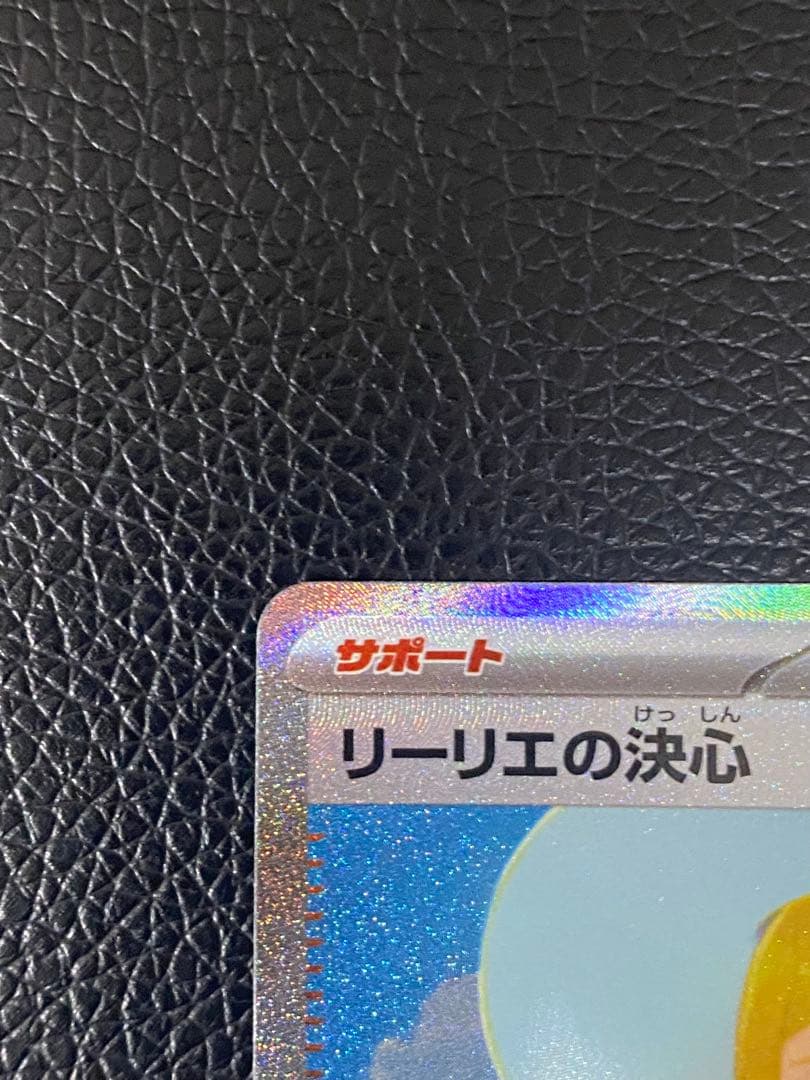 サポート
けっ しん
リーリエの決心